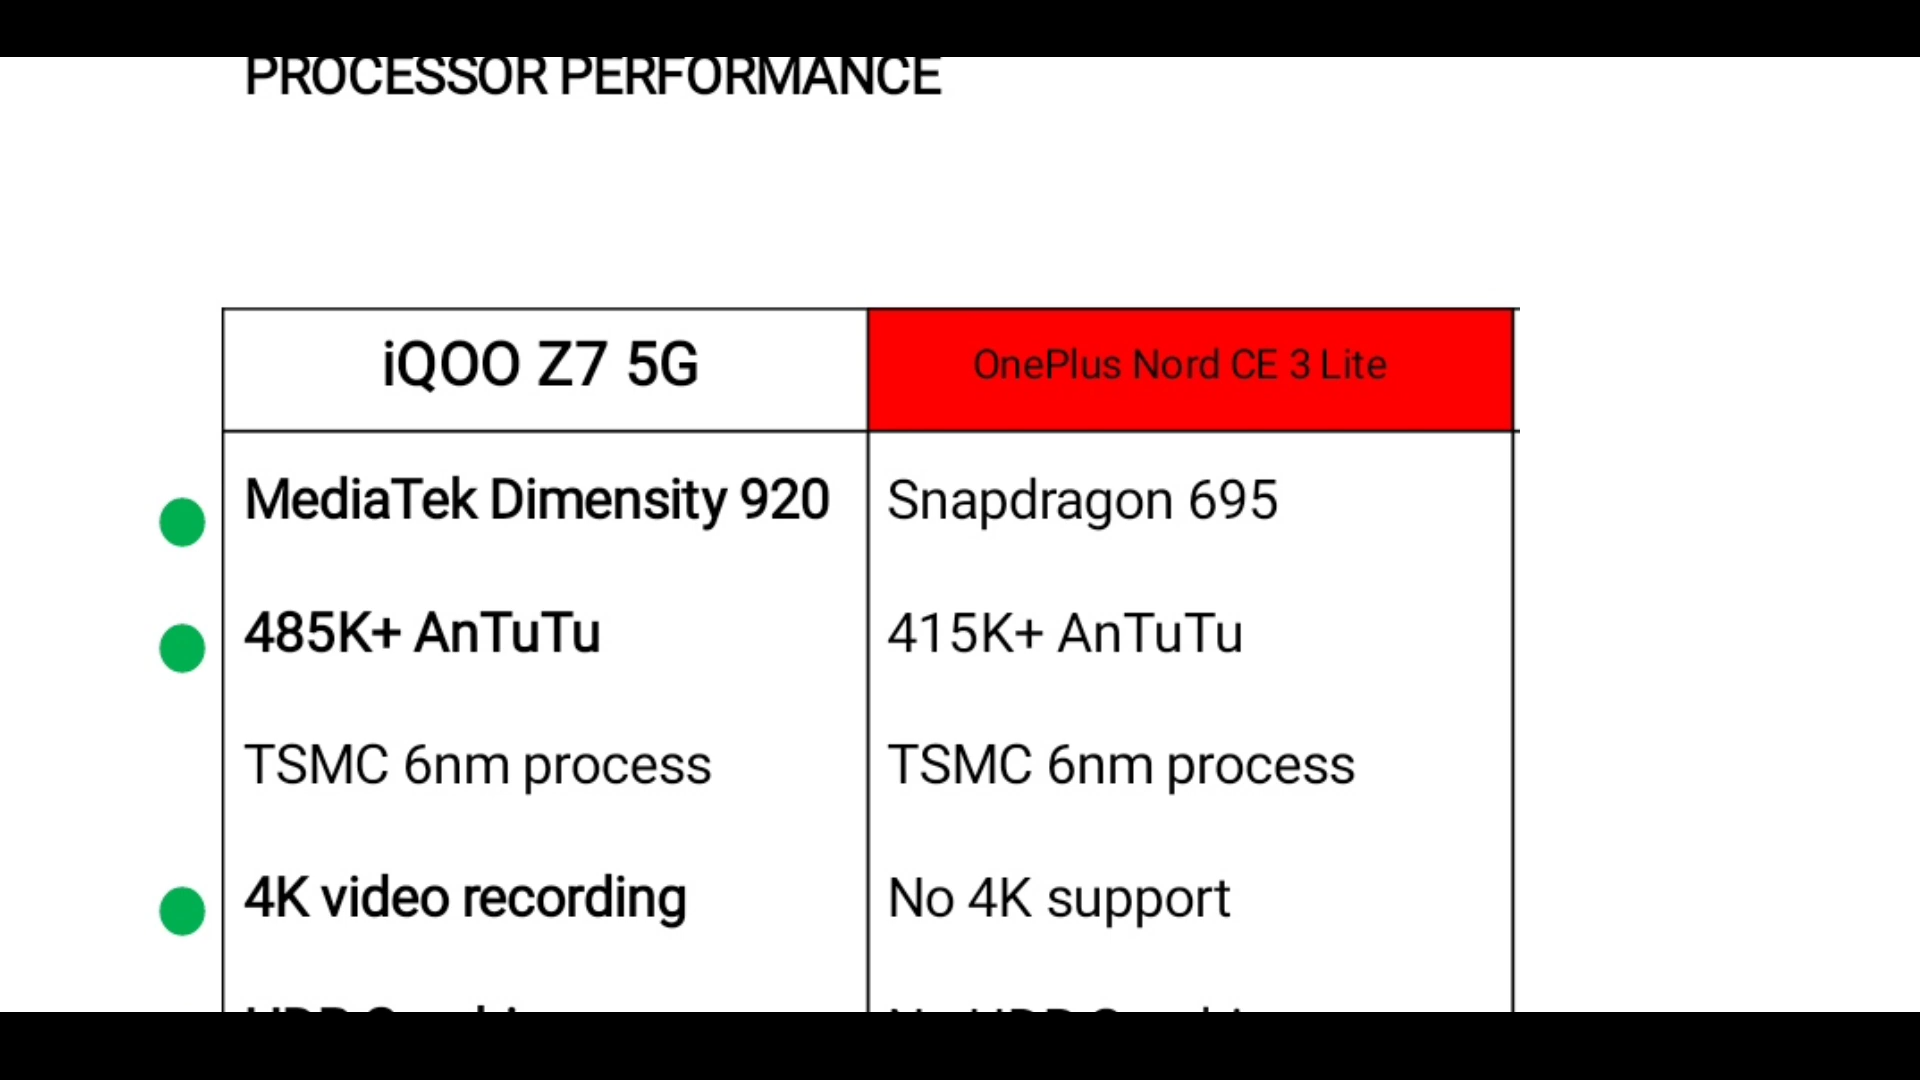 PROCESSOR PERFORMANCE
iQOO Z7 5G
OnePlus Nord CE 3 Lite
MediaTek Dimensity 920
Snapdragon 695
485K+ AnTuTu
415K+ AnTuTu
TSMC 6nm process
TSMC 6nm process
4K video recording
No 4K support